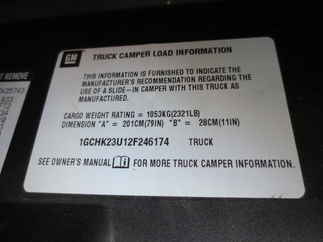 GM
TRUCK CAMPER LOAD INFORMATION
THIS INFORMATION IS FURNISHED TO INDICATE THE
MANUFACTURER'S RECOMMENDATION REGARDING THE
USE OF A SLIDE-IN CAMPER WITH THIS TRUCK AS
MANUFACTURED.
CARGO WEIGHT RATING = 1053KG(2321LB)
DIMENSION "A" = 201CM(79IN) "B" = 28CM(11IN)
1GCHK23U12F246174 TRUCK
SEE OWNER'S MANUAL FOR MORE TRUCK CAMPER INFORMATION.
REMOVE